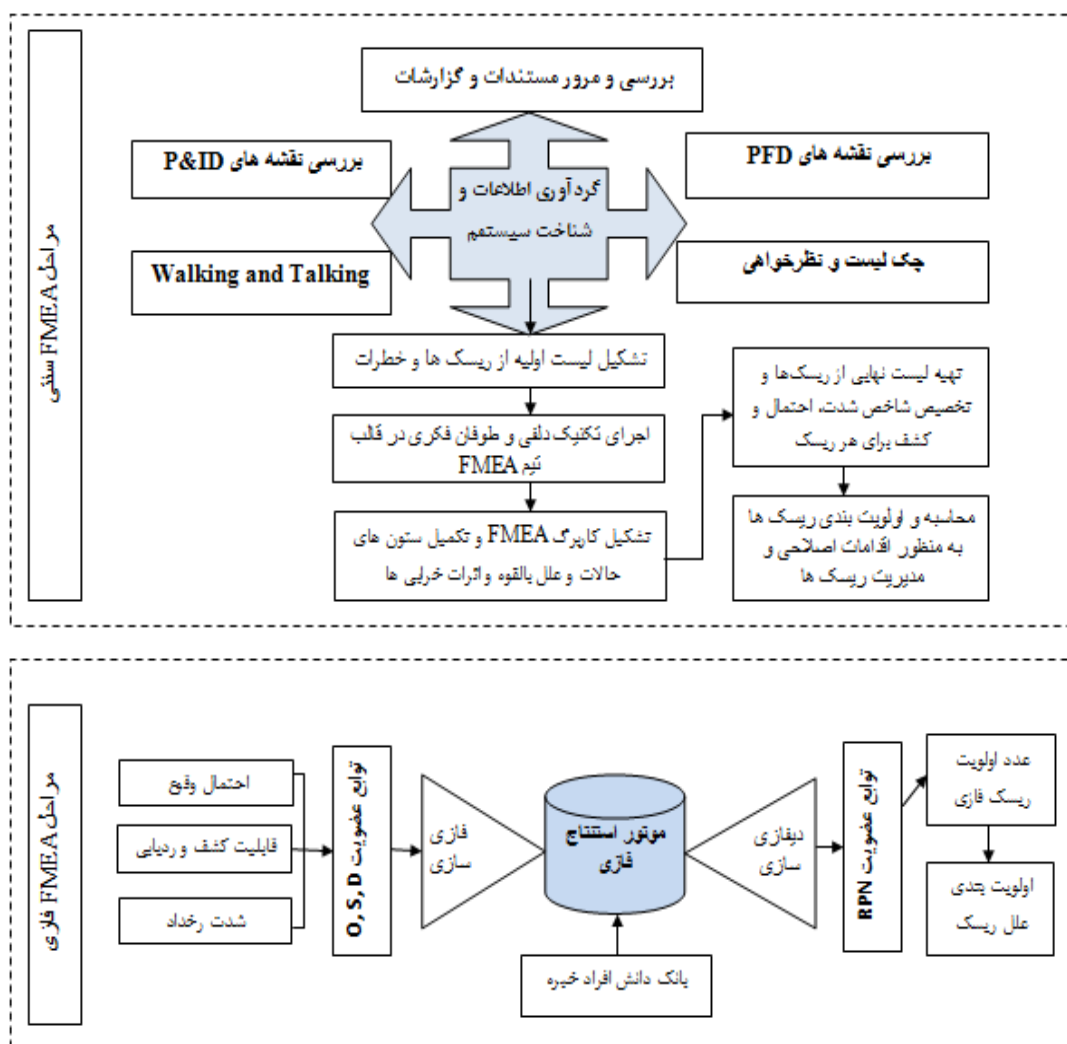 مراحل FMEA سنتی
بررسی و مرور مستندات و گزارشات
بررسی نقشه های PFD
بررسی نقشه های P&ID
گردآوری اطلاعات و
شناخت سیستم
چک لیست و نظرخواهی
Walking and Talking
تشکیل لیست اولیه از ریسک ها و خطرات
اجرای تکنیک دلفی و طوفان فکری در قالب
تیم FMEA
تشکیل کاربرگ FMEA و تکمیل ستون های
حالات و علل بالقوه و اثرات خرابی ها
تهیه لیست نهایی از ریسک‌ها و
تخصیص شاخص شدت، احتمال و
کشف برای هر ریسک
محاسبه و اولویت بندی ریسک ها
به منظور اقدامات اصلاحی و
مدیریت ریسک ها
مراحل FMEA فازی
احتمال وقوع
قابلیت کشف و ردیابی
شدت رخداد
توابع عضویت O, S, D
فازی
سازی
موتور استنتاج
فازی
بانک دانش افراد خبره
دیفازی
سازی
توابع عضویت RPN
عدد اولویت
ریسک فازی
اولویت بندی
علل ریسک